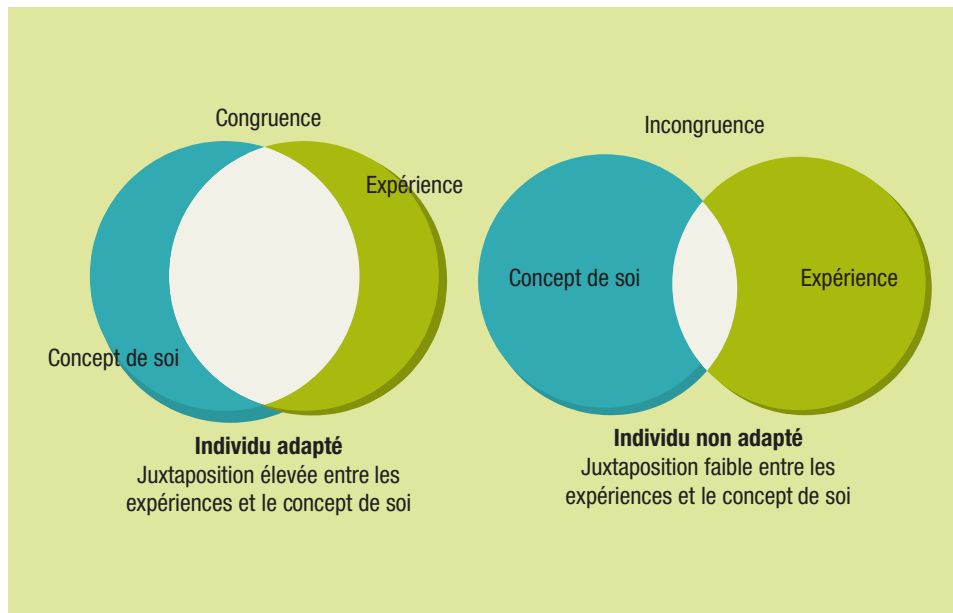 Congruence
Expérience
Concept de soi
Individu adapté
Juxtaposition élevée entre les
expériences et le concept de soi
Incongruence
Concept de soi
Expérience
Individu non adapté
Juxtaposition faible entre les
expériences et le concept de soi